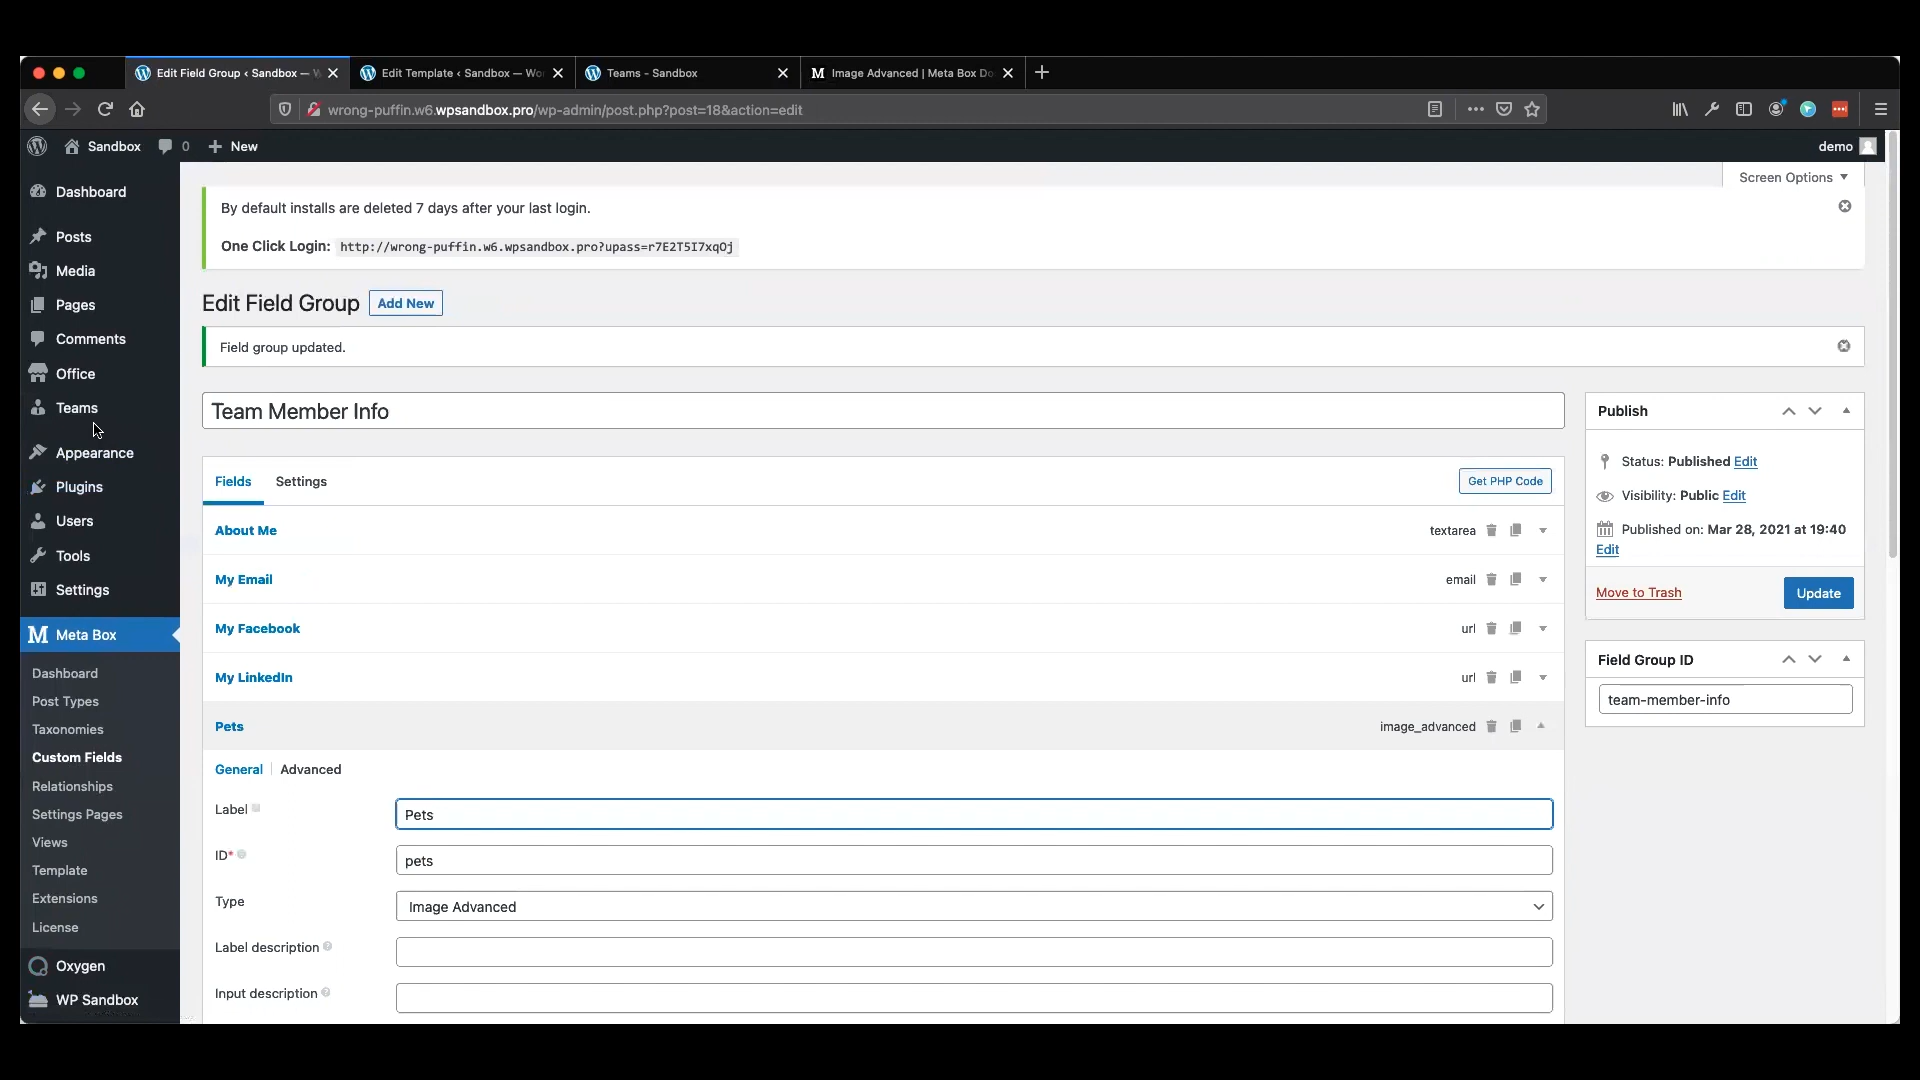 Edit Field Group ‹ Sandbox — W
Edit Template ‹ Sandbox — Wo
Teams - Sandbox
Image Advanced | Meta Box Do
wrong-puffin.w6.wpsandbox.pro/wp-admin/post.php?post=18&action=edit
Sandbox
0
New
demo
Screen Options
Dashboard
Posts
Media
Pages
Comments
Office
Teams
Appearance
Plugins
Users
Tools
Settings
Meta Box
Dashboard
Post Types
Taxonomies
Custom Fields
Relationships
Settings Pages
Views
Template
Extensions
License
Oxygen
WP Sandbox
By default installs are deleted 7 days after your last login.
One Click Login: http://wrong-puffin.w6.wpsandbox.pro?upass=r7E2T5I7xqOj
Edit Field Group
Add New
Field group updated.
Team Member Info
Fields
Settings
Get PHP Code
About Me
textarea
My Email
email
My Facebook
url
My LinkedIn
url
Pets
image_advanced
General
Advanced
Label
Pets
ID*
pets
Type
Image Advanced
Label description
Input description
Publish
Status: Published Edit
Visibility: Public Edit
Published on: Mar 28, 2021 at 19:40
Edit
Move to Trash
Update
Field Group ID
team-member-info